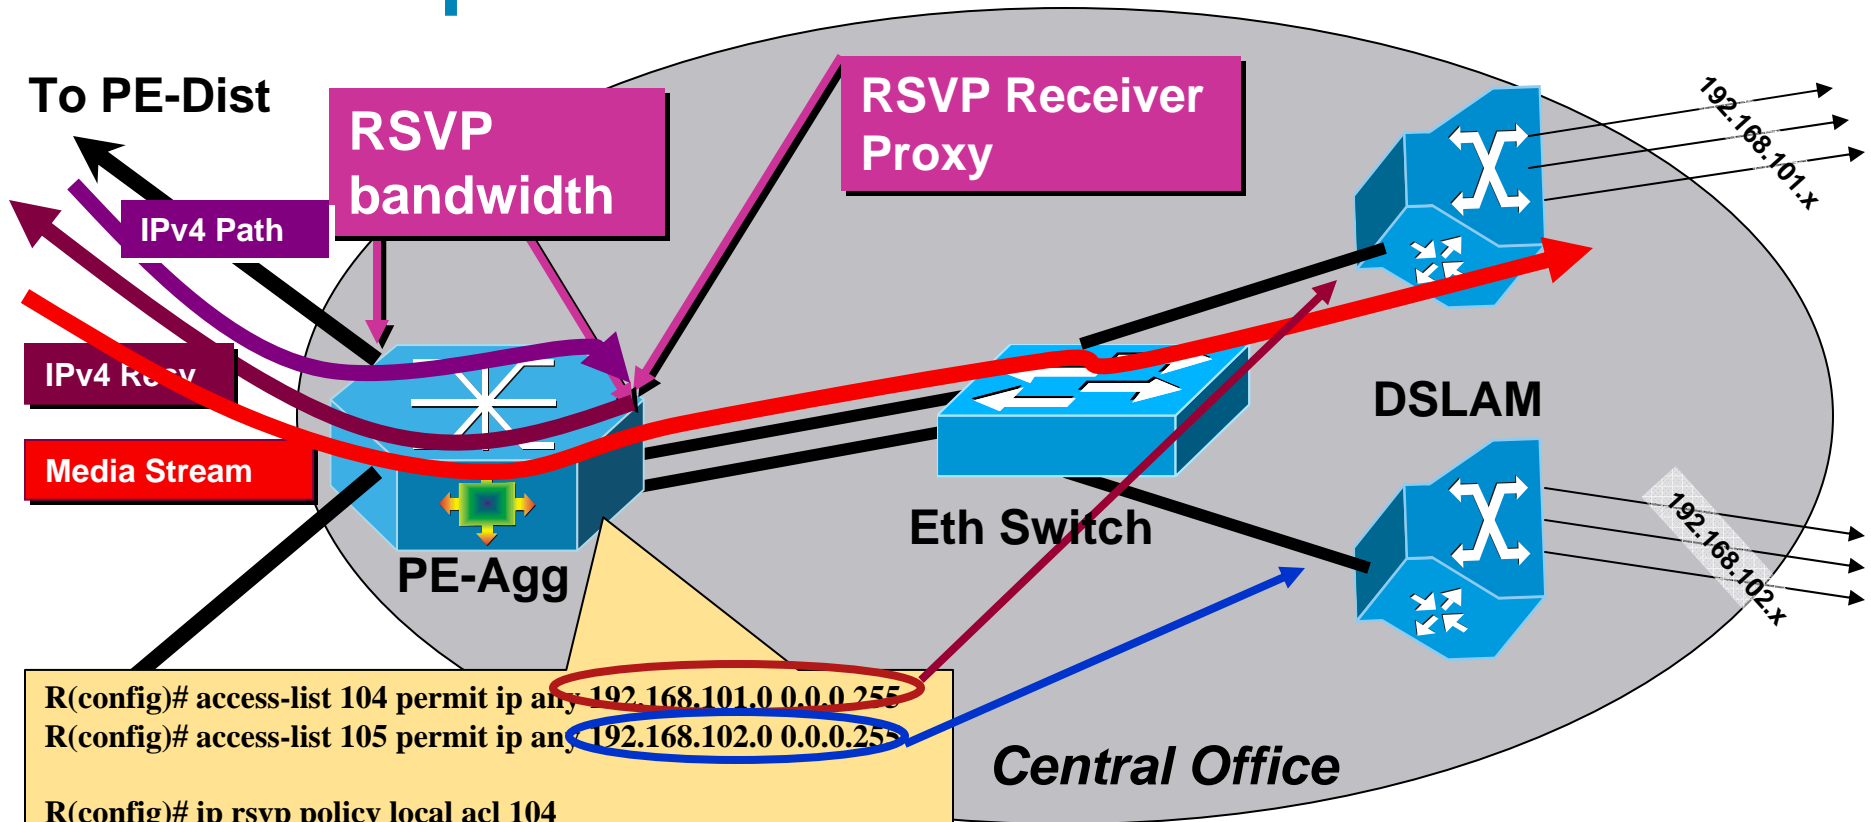 To PE-Dist
RSVP
bandwidth
RSVP Receiver
Proxy
192.168.101.x
IPv4 Path
IPv4 Resv
Media Stream
DSLAM
Eth Switch
PE-Agg
192.168.102.x
R(config)# access-list 104 permit ip any 192.168.101.0 0.0.0.255
R(config)# access-list 105 permit ip any 192.168.102.0 0.0.0.255
Central Office
R(config)# ip rsvp policy local acl 104